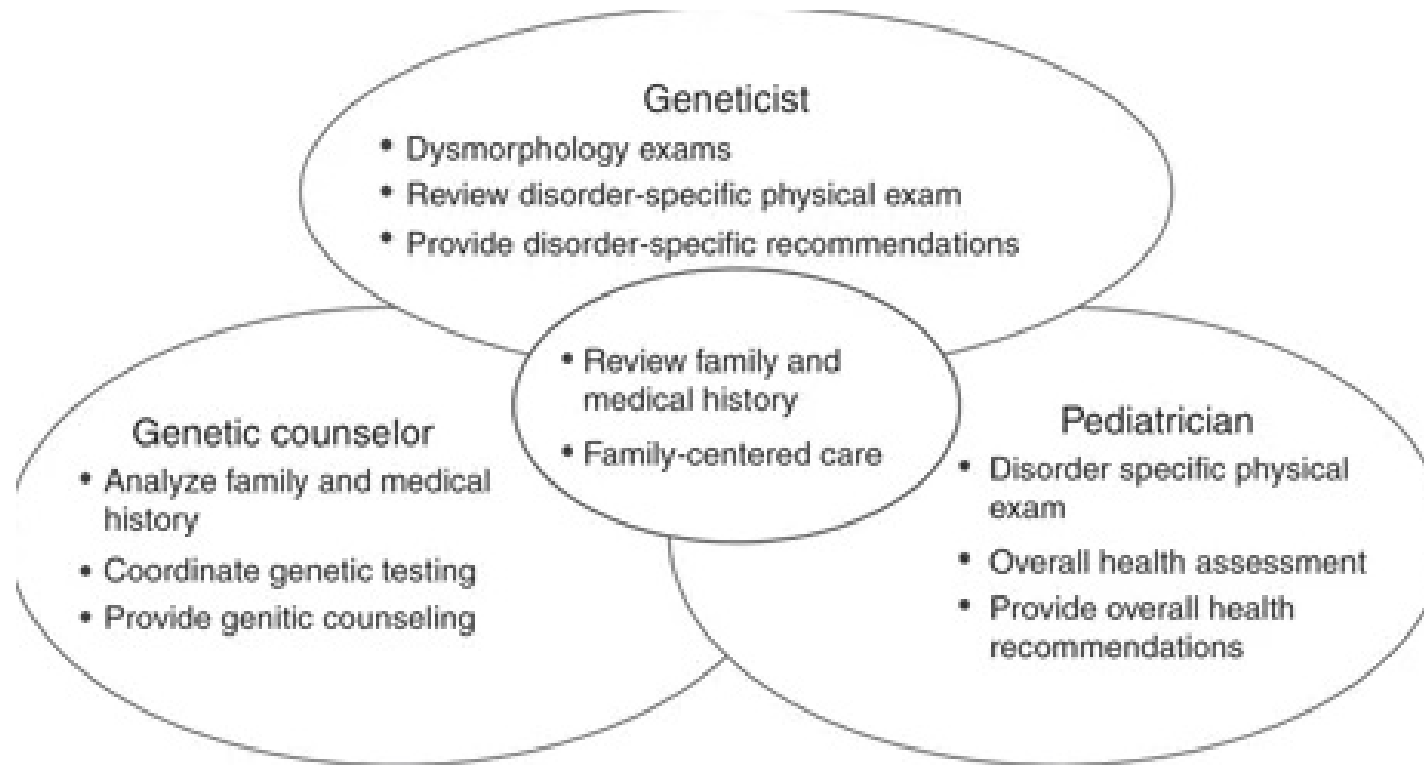 Geneticist
• Dysmorphology exams
• Review disorder-specific physical exam
• Provide disorder-specific recommendations
• Review family and
medical history
• Family-centered care
Genetic counselor
• Analyze family and medical
history
• Coordinate genetic testing
• Provide genitic counseling
Pediatrician
• Disorder specific physical
exam
• Overall health assessment
• Provide overall health
recommendations